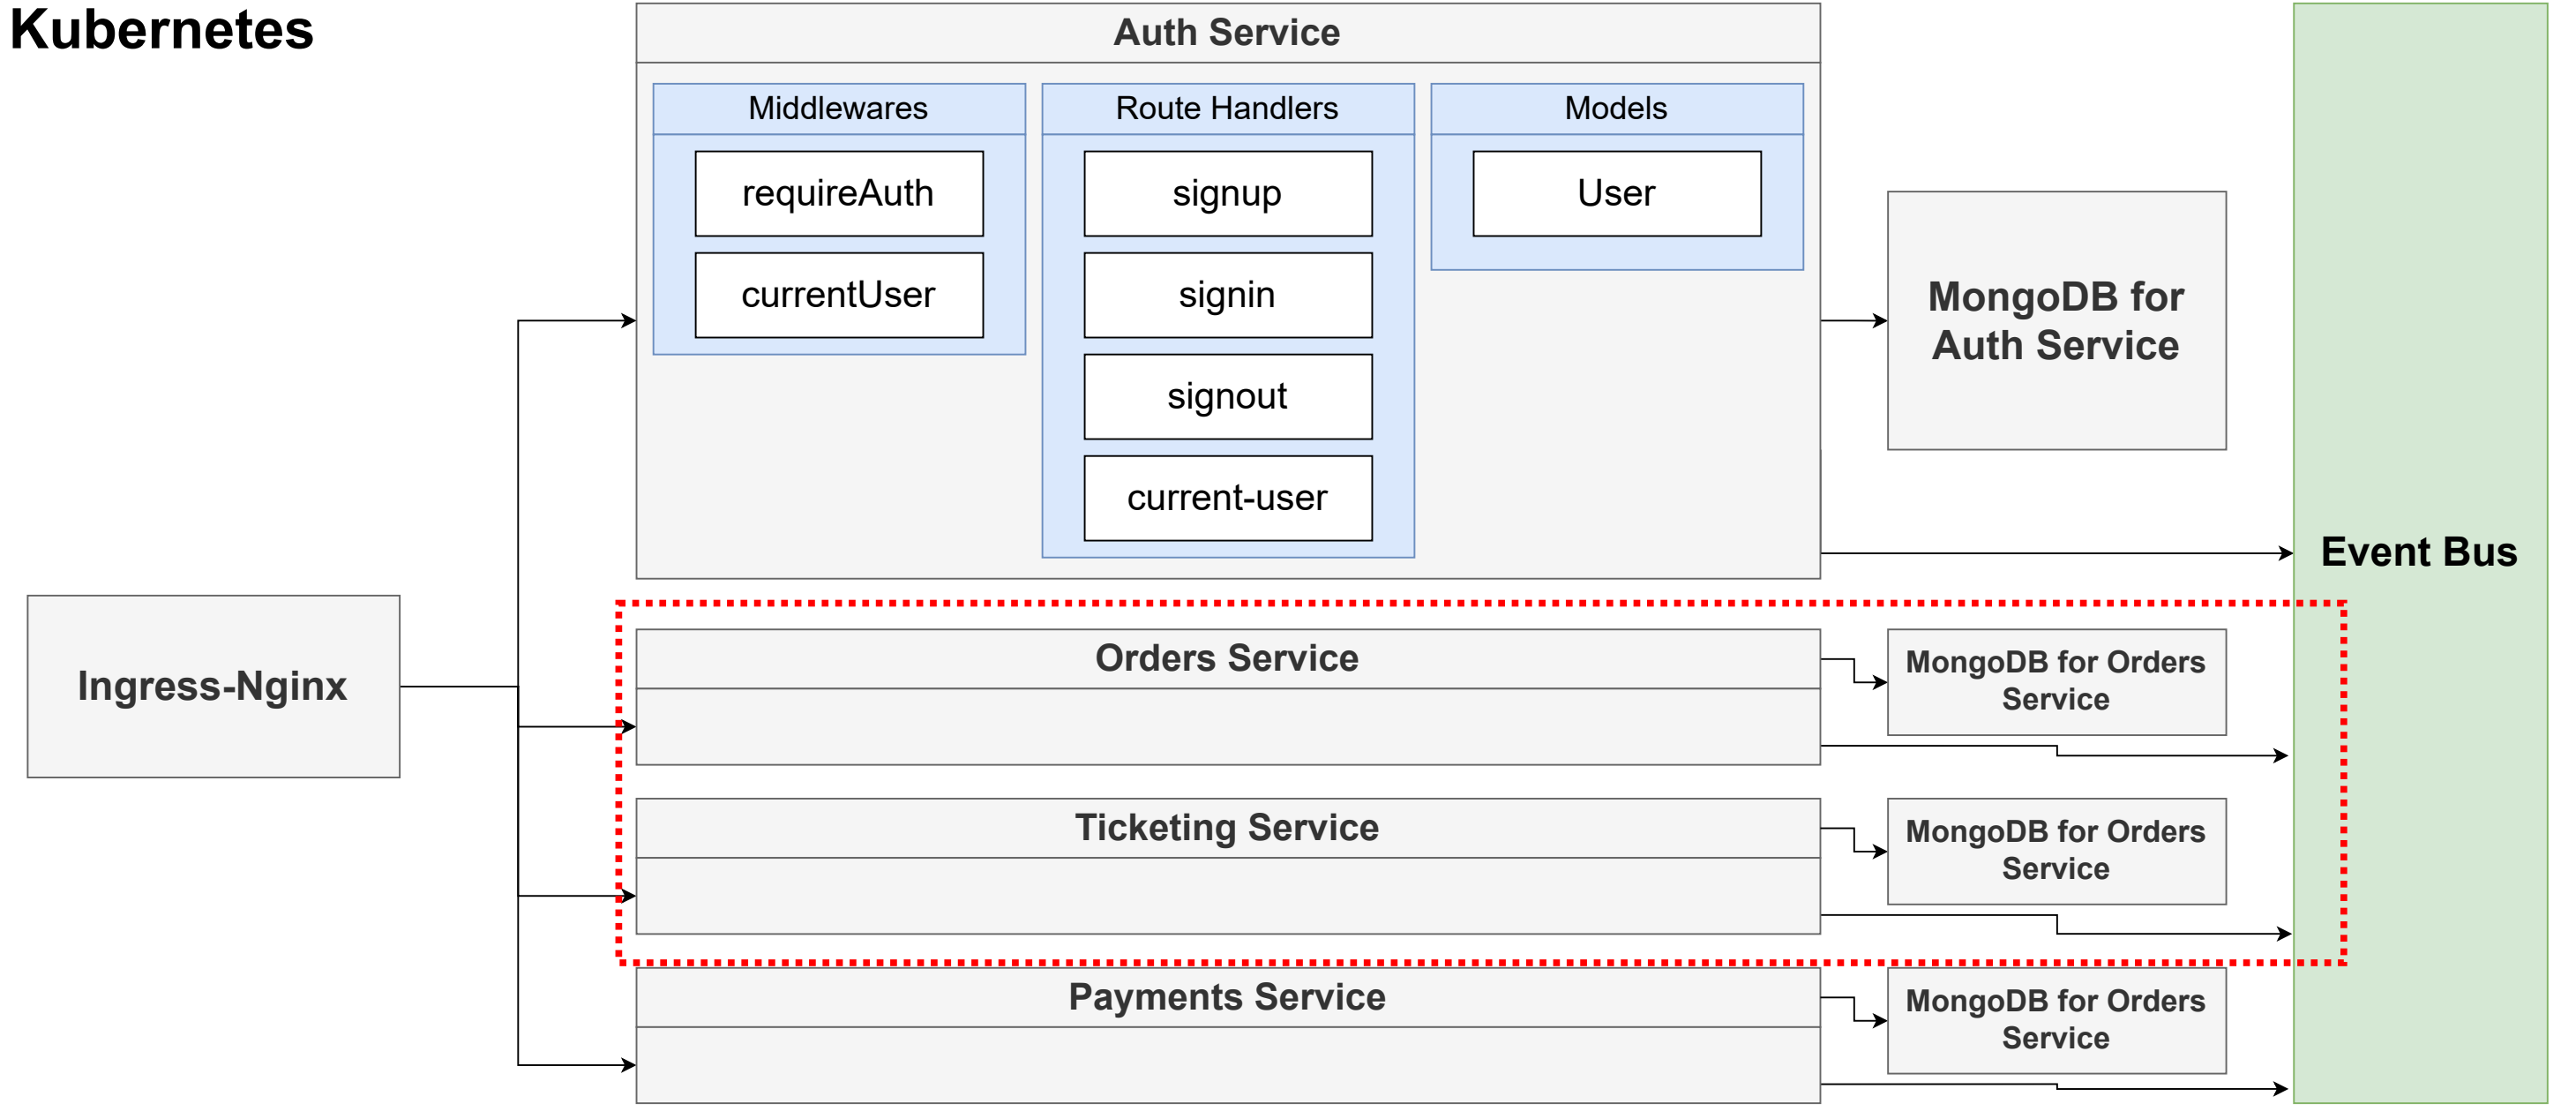 Kubernetes
Auth Service
Middlewares
requireAuth
currentUser
Route Handlers
signup
signin
signout
current-user
Models
User
MongoDB for
Auth Service
Event Bus
Ingress-Nginx
Orders Service
MongoDB for Orders
Service
Ticketing Service
MongoDB for Orders
Service
Payments Service
MongoDB for Orders
Service